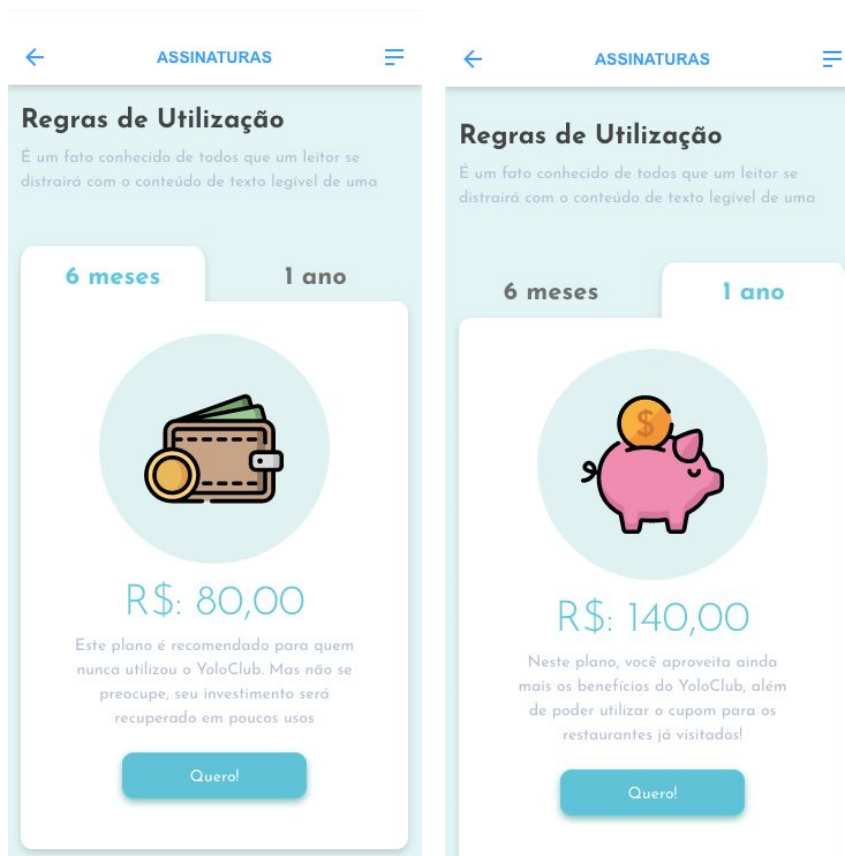 ASSINATURAS
Regras de Utilização
É um fato conhecido de todos que um leitor se
distrairá com o conteúdo de texto legível de uma
6 meses
1 ano
$
R$: 80,00
Este plano é recomendado para quem
nunca utilizou o YoloClub. Mas não se
preocupe, seu investimento será
recuperado em poucos usos
Quero!
ASSINATURAS
Regras de Utilização
É um fato conhecido de todos que um leitor se
distrairá com o conteúdo de texto legível de uma
6 meses
1 ano
$
R$: 140,00
Neste plano, você aproveita ainda
mais os benefícios do YoloClub, além
de poder utilizar o cupom para os
restaurantes já visitados!
Quero!